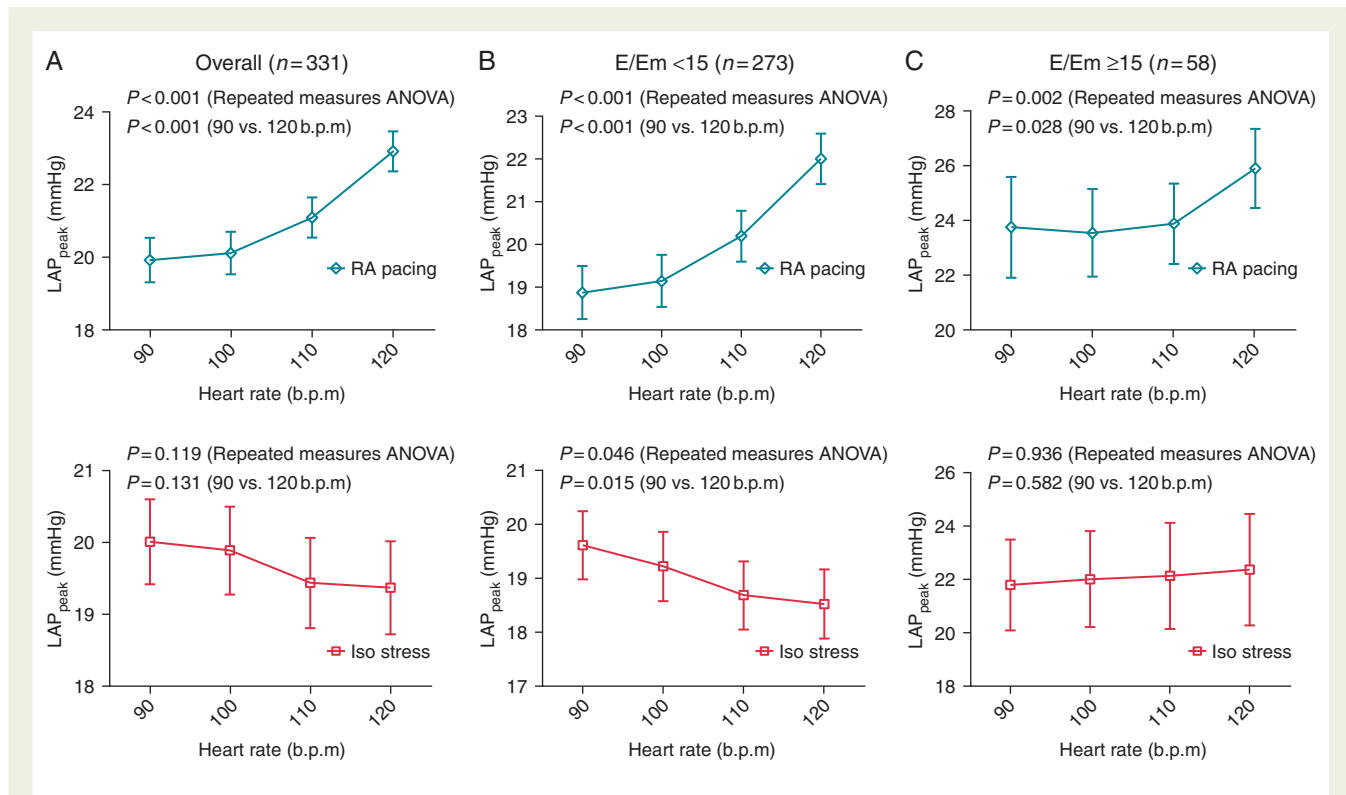 A
Overall (n=331)
P<0.001 (Repeated measures ANOVA)
P<0.001 (90 vs. 120 b.p.m)
24
22
20
18
LAPpeak (mmHg)
RA pacing
90
100
110
120
Heart rate (b.p.m)
B
E/Em <15 (n=273)
P<0.001 (Repeated measures ANOVA)
P<0.001 (90 vs. 120 b.p.m)
23
22
21
20
19
18
LAPpeak (mmHg)
RA pacing
90
100
110
120
Heart rate (b.p.m)
C
E/Em ≥15 (n=58)
P=0.002 (Repeated measures ANOVA)
P=0.028 (90 vs. 120 b.p.m)
28
26
24
22
20
LAPpeak (mmHg)
RA pacing
90
100
110
120
Heart rate (b.p.m)
P=0.119 (Repeated measures ANOVA)
P=0.131 (90 vs. 120 b.p.m)
21
20
19
18
LAPpeak (mmHg)
Iso stress
90
100
110
120
Heart rate (b.p.m)
P=0.046 (Repeated measures ANOVA)
P=0.015 (90 vs. 120 b.p.m)
21
20
19
18
17
LAPpeak (mmHg)
Iso stress
90
100
110
120
Heart rate (b.p.m)
P=0.936 (Repeated measures ANOVA)
P=0.582 (90 vs. 120 b.p.m)
26
24
22
20
18
LAPpeak (mmHg)
Iso stress
90
100
110
120
Heart rate (b.p.m)